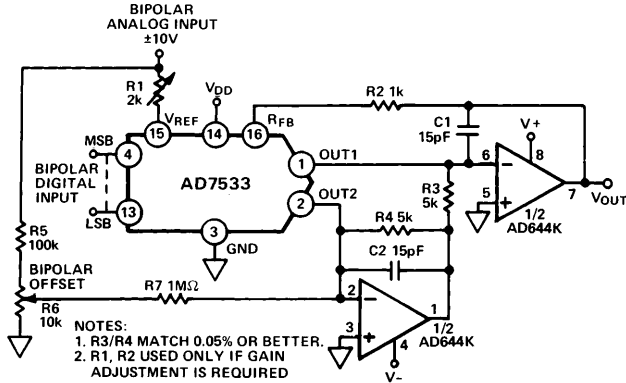 BIPOLAR
ANALOG INPUT
±10V
R1
2k
VDD
R2 1k
C1
15pF
V+
VREF
RFB
15
14
16
MSB
4
BIPOLAR
DIGITAL
INPUT
AD7533
1
OUT1
2
OUT2
LSB
13
3
GND
6
8
5
7
VOUT
1/2
AD644K
R3
5k
R4 5k
C2 15pF
R5
100k
BIPOLAR
OFFSET
R6
10k
R7 1MΩ
2
3
1
4
1/2
AD644K
V–
NOTES:
1. R3/R4 MATCH 0.05% OR BETTER.
2. R1, R2 USED ONLY IF GAIN
ADJUSTMENT IS REQUIRED